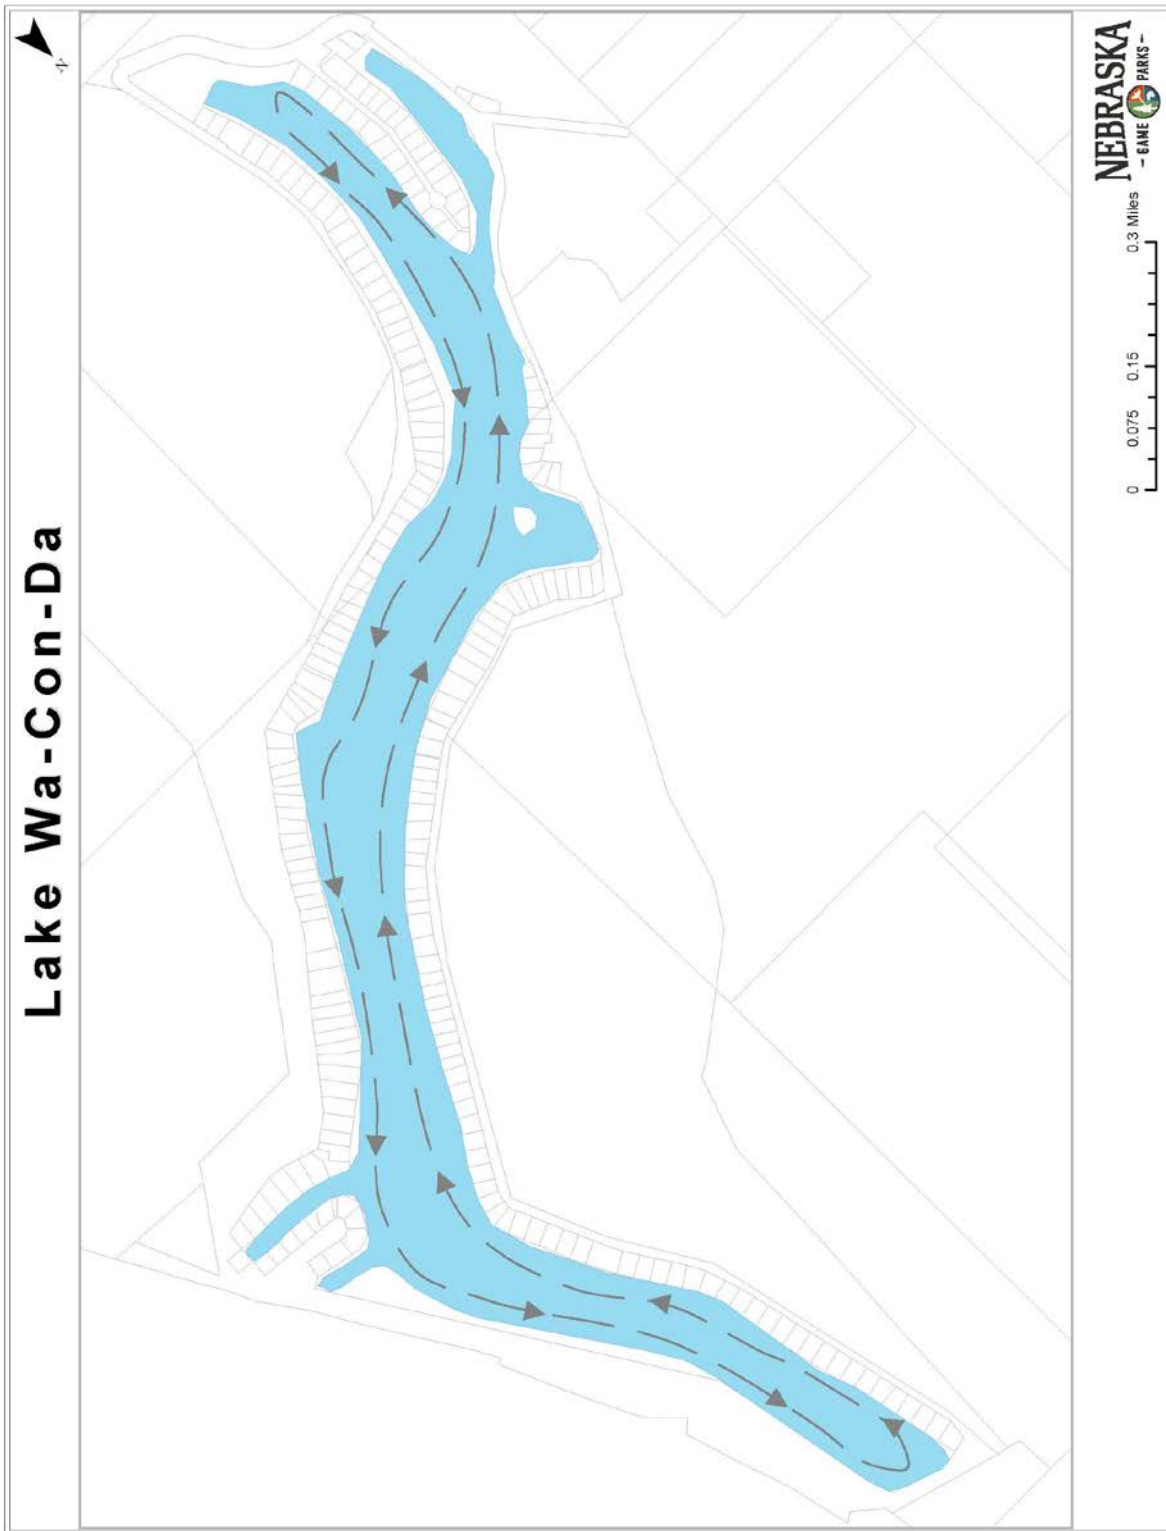 Lake Wa-Con-Da
N
NEBRASKA
- GAME PARKS -
0 0.075 0.15 0.3 Miles